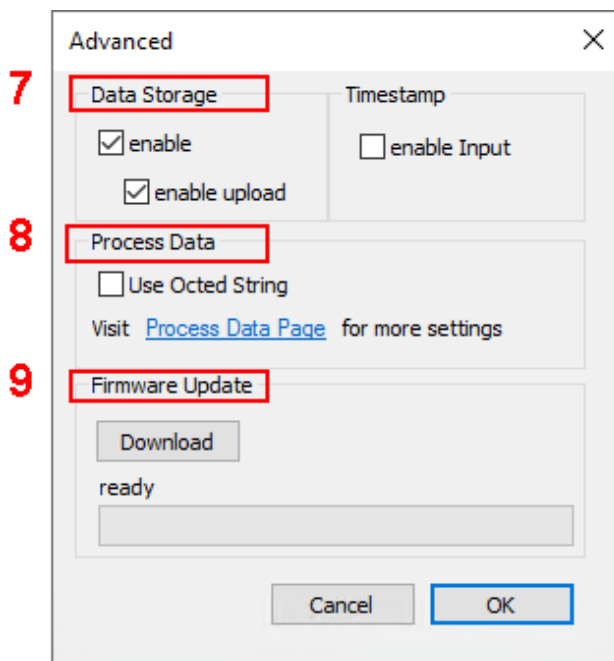 Advanced
7
Data Storage
Timestamp
enable
enable Input
enable upload
8
Process Data
Use Octed String
Visit Process Data Page for more settings
9
Firmware Update
Download
ready
Cancel
OK